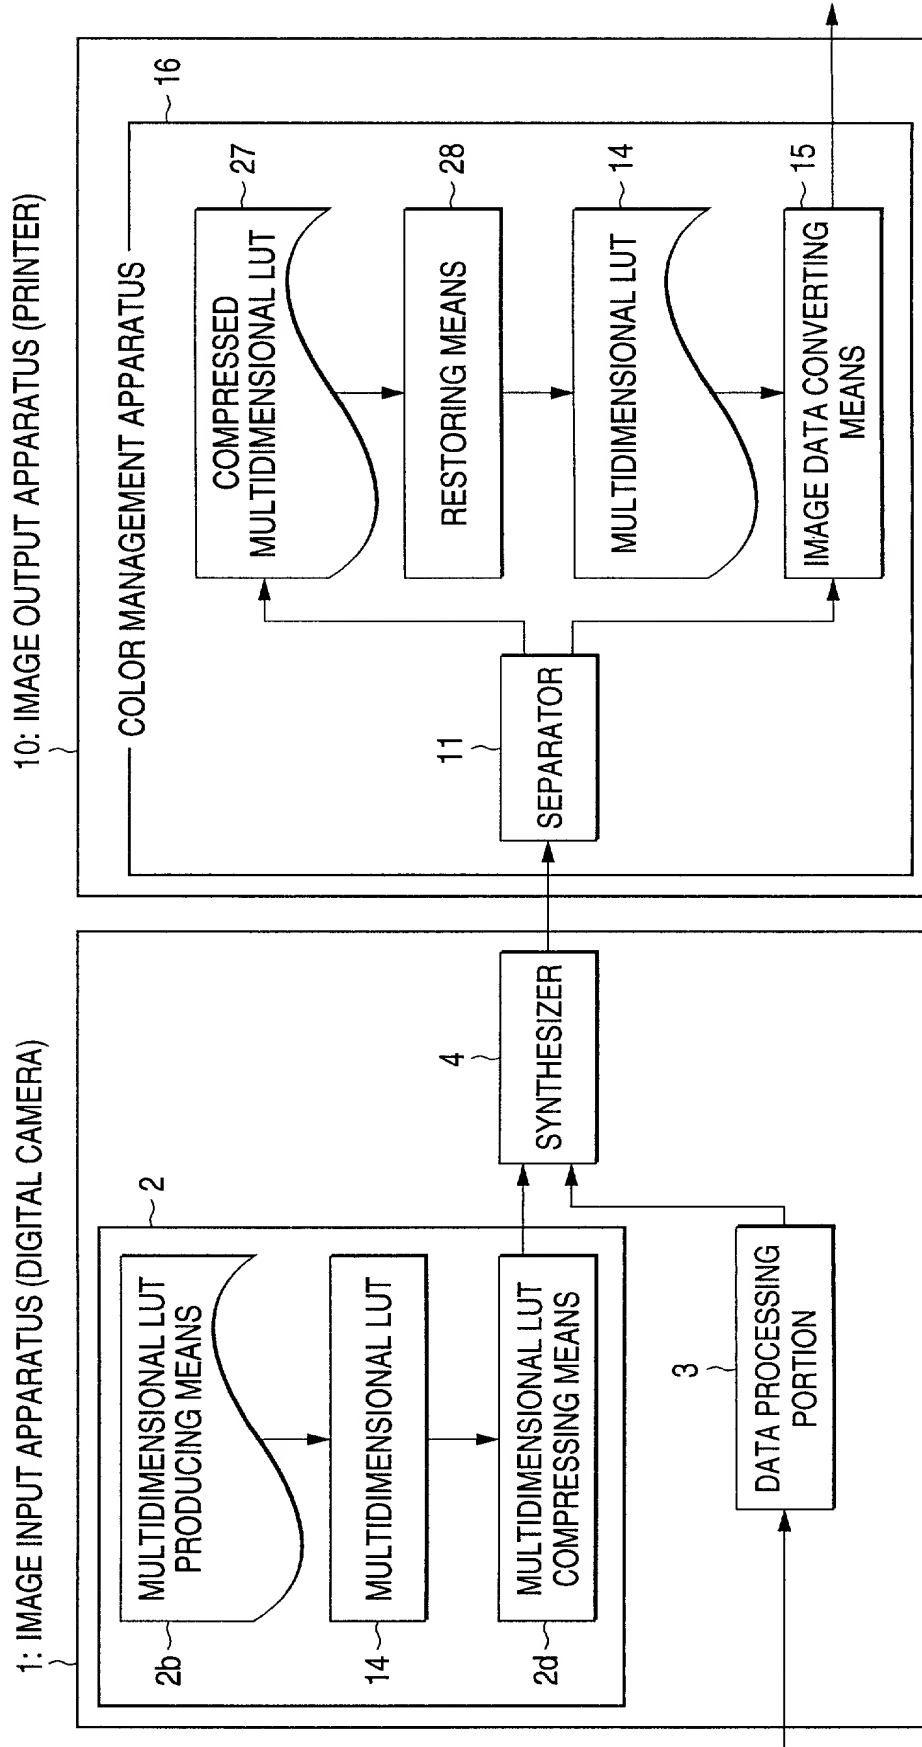 1: IMAGE INPUT APPARATUS (DIGITAL CAMERA)
2
MULTIDIMENSIONAL LUT
PRODUCING MEANS
2b
MULTIDIMENSIONAL LUT
14
MULTIDIMENSIONAL LUT
COMPRESSING MEANS
2d
3
DATA PROCESSING
PORTION
4
SYNTHESIZER
10: IMAGE OUTPUT APPARATUS (PRINTER)
COLOR MANAGEMENT APPARATUS
16
11
SEPARATOR
COMPRESSED
MULTIDIMENSIONAL LUT
27
RESTORING MEANS
28
MULTIDIMENSIONAL LUT
14
IMAGE DATA CONVERTING
MEANS
15